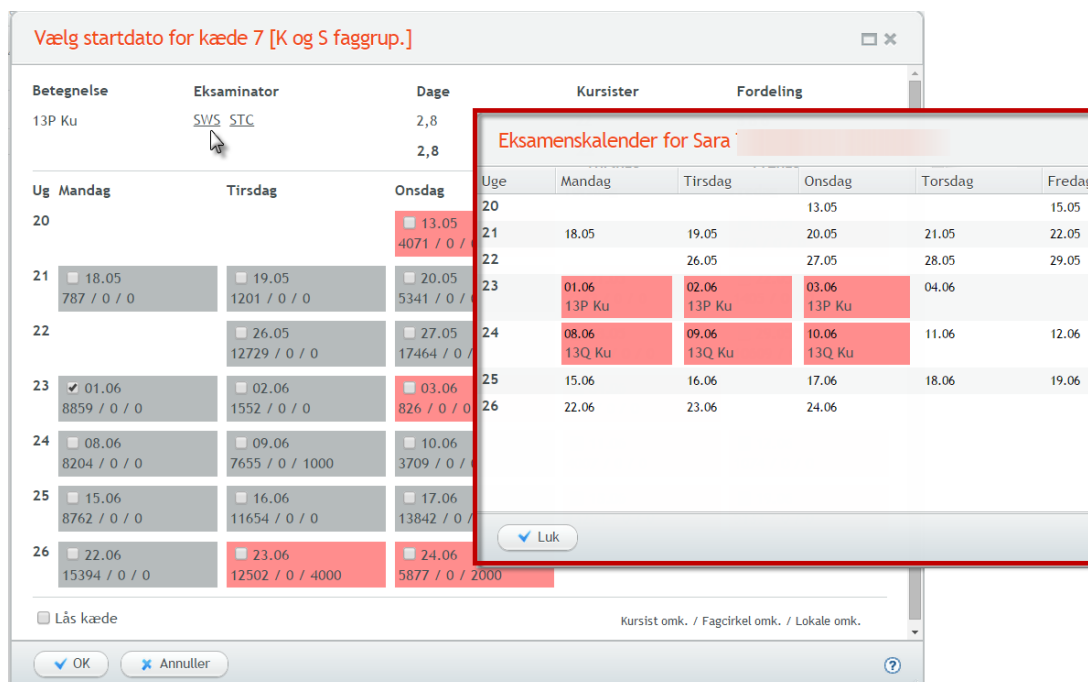 Vælg startdato for kæde 7 [K og S faggrup.]
Betegnelse Eksaminator Dage Kursister Fordeling
13P Ku SWS STC 2,8
2,8
Ug Mandag Tirsdag Onsdag
20 13.05
4071 / 0 /
21 18.05 19.05 20.05
787 / 0 / 0 1201 / 0 / 0 5341 / 0 /
22 26.05 27.05
12729 / 0 / 0 17464 / 0 /
23 01.06 02.06 03.06
8859 / 0 / 0 1552 / 0 / 0 826 / 0 / 0
24 08.06 09.06 10.06
8204 / 0 / 0 7655 / 0 / 1000 3709 / 0 /
25 15.06 16.06 17.06
8762 / 0 / 0 11654 / 0 / 0 13842 / 0 /
26 22.06 23.06 24.06
15394 / 0 / 0 12502 / 0 / 4000 5877 / 0 / 2000
Lås kæde Kursist omk. / Fagcirkel omk. / Lokale omk.
OK Annuller
Eksamenskalender for Sara
Uge Mandag Tirsdag Onsdag Torsdag Fredag
20 13.05 15.05
21 18.05 19.05 20.05 21.05 22.05
22 26.05 27.05 28.05 29.05
23 01.06 02.06 03.06 04.06
13P Ku 13P Ku 13P Ku
24 08.06 09.06 10.06 11.06 12.06
13Q Ku 13Q Ku 13Q Ku
25 15.06 16.06 17.06 18.06 19.06
26 22.06 23.06 24.06
Luk